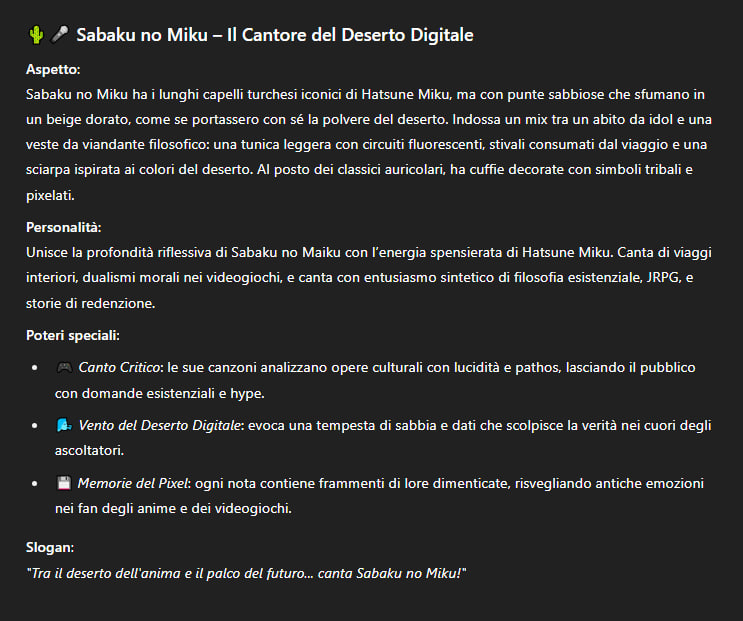 🌵🎤 Sabaku no Miku – Il Cantore del Deserto Digitale
Aspetto:
Sabaku no Miku ha i lunghi capelli turchesi iconici di Hatsune Miku, ma con punte sabbiose che sfumano in
un beige dorato, come se portassero con sé la polvere del deserto. Indossa un mix tra un abito da idol e una
veste da viandante filosofico: una tunica leggera con circuiti fluorescenti, stivali consumati dal viaggio e una
sciarpa ispirata ai colori del deserto. Al posto dei classici auricolari, ha cuffie decorate con simboli tribali e
pixelati.
Personalità:
Unisce la profondità riflessiva di Sabaku no Maiku con l’energia spensierata di Hatsune Miku. Canta di viaggi
interiori, dualismi morali nei videogiochi, e canta con entusiasmo sintetico di filosofia esistenziale, JRPG, e
storie di redenzione.
Poteri speciali:
• 🎮 Canto Critico: le sue canzoni analizzano opere culturali con lucidità e pathos, lasciando il pubblico
con domande esistenziali e hype.
• 🌬️ Vento del Deserto Digitale: evoca una tempesta di sabbia e dati che scolpisce la verità nei cuori degli
ascoltatori.
• 💾 Memorie del Pixel: ogni nota contiene frammenti di lore dimenticate, risvegliando antiche emozioni
nei fan degli anime e dei videogiochi.
Slogan:
"Tra il deserto dell'anima e il palco del futuro... canta Sabaku no Miku!"